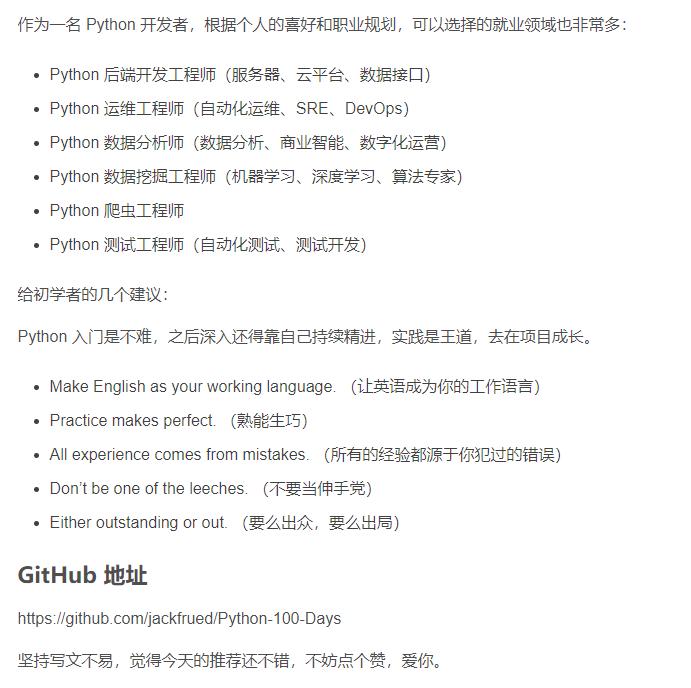 作为一名 Python 开发者，根据个人的喜好和职业规划，可以选择的就业领域也非常多：
• Python 后端开发工程师（服务器、云平台、数据接口）
• Python 运维工程师（自动化运维、SRE、DevOps）
• Python 数据分析师（数据分析、商业智能、数字化运营）
• Python 数据挖掘工程师（机器学习、深度学习、算法专家）
• Python 爬虫工程师
• Python 测试工程师（自动化测试、测试开发）
给初学者的几个建议：
Python 入门是不难，之后深入还得靠自己持续精进，实践是王道，去在项目成长。
• Make English as your working language. （让英语成为你的工作语言）
• Practice makes perfect. （熟能生巧）
• All experience comes from mistakes. （所有的经验都源于你犯过的错误）
• Don’t be one of the leeches. （不要当伸手党）
• Either outstanding or out. （要么出众，要么出局）
GitHub 地址
https://github.com/jackfrued/Python-100-Days
坚持写文不易，觉得今天的推荐还不错，不妨点个赞，爱你。